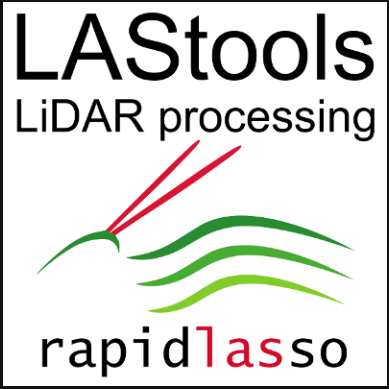 LAStools
LiDAR processing
rapidlasso